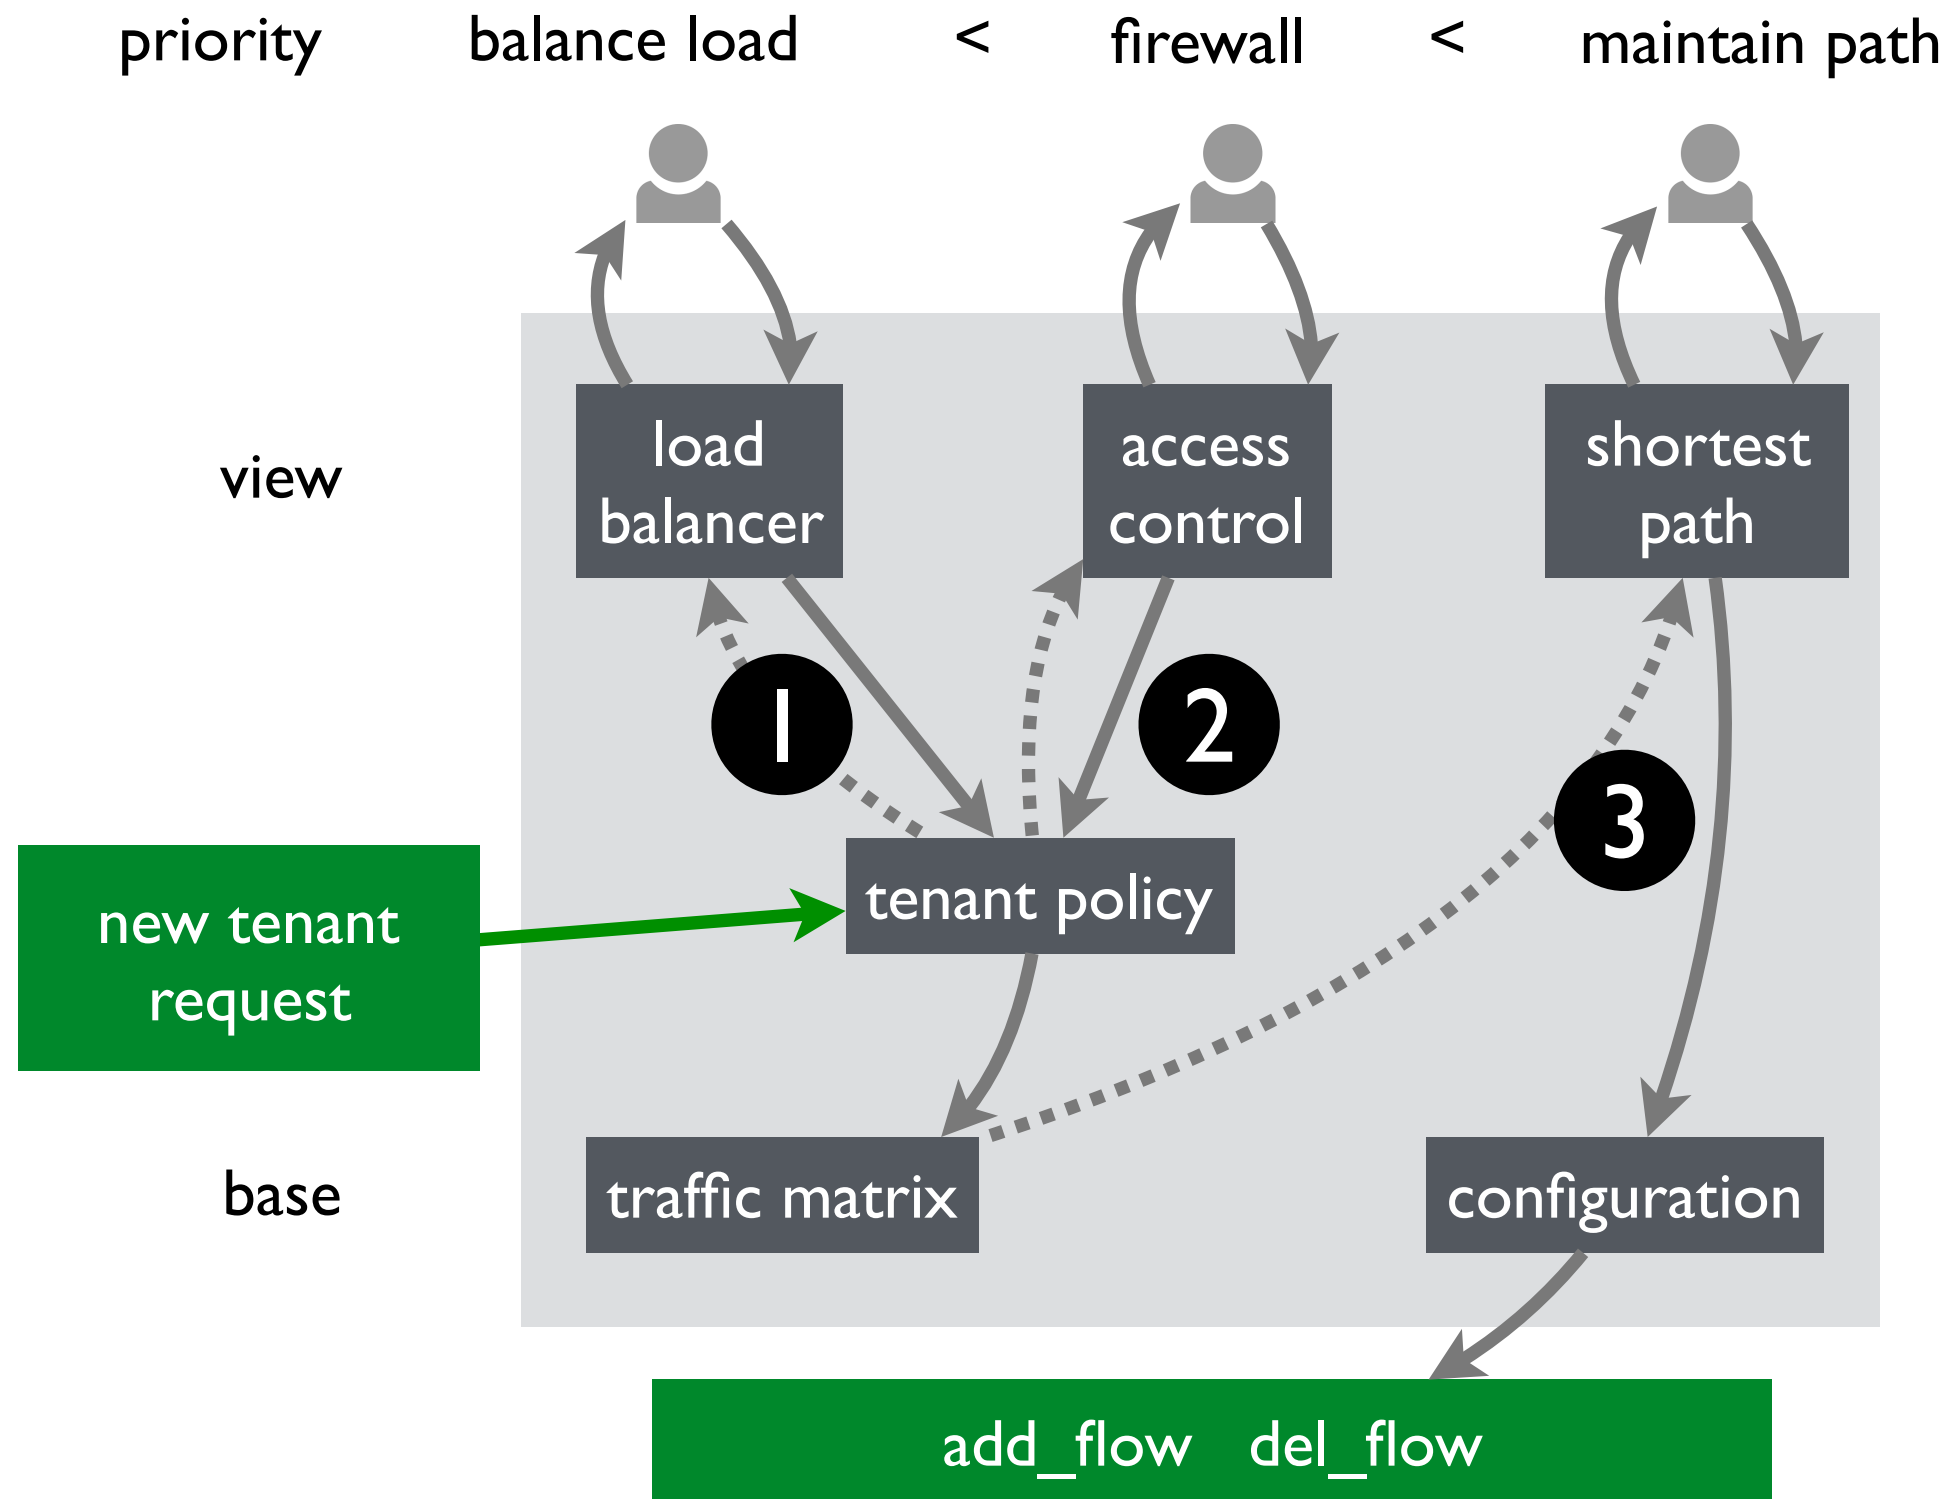 priority balance load < firewall < maintain path
view
load
balancer
access
control
shortest
path
1
2
3
new tenant
request
tenant policy
base
traffic matrix
configuration
add_flow del_flow